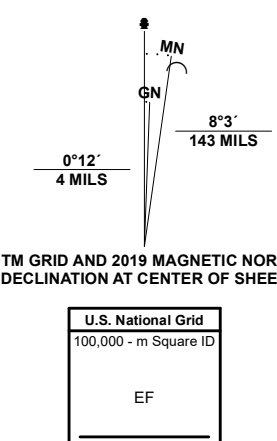 MN
GN
8°3´
143 MILS
0°12´
4 MILS
TM GRID AND 2019 MAGNETIC NOR
DECLINATION AT CENTER OF SHEE
U.S. National Grid
100,000 - m Square ID
EF